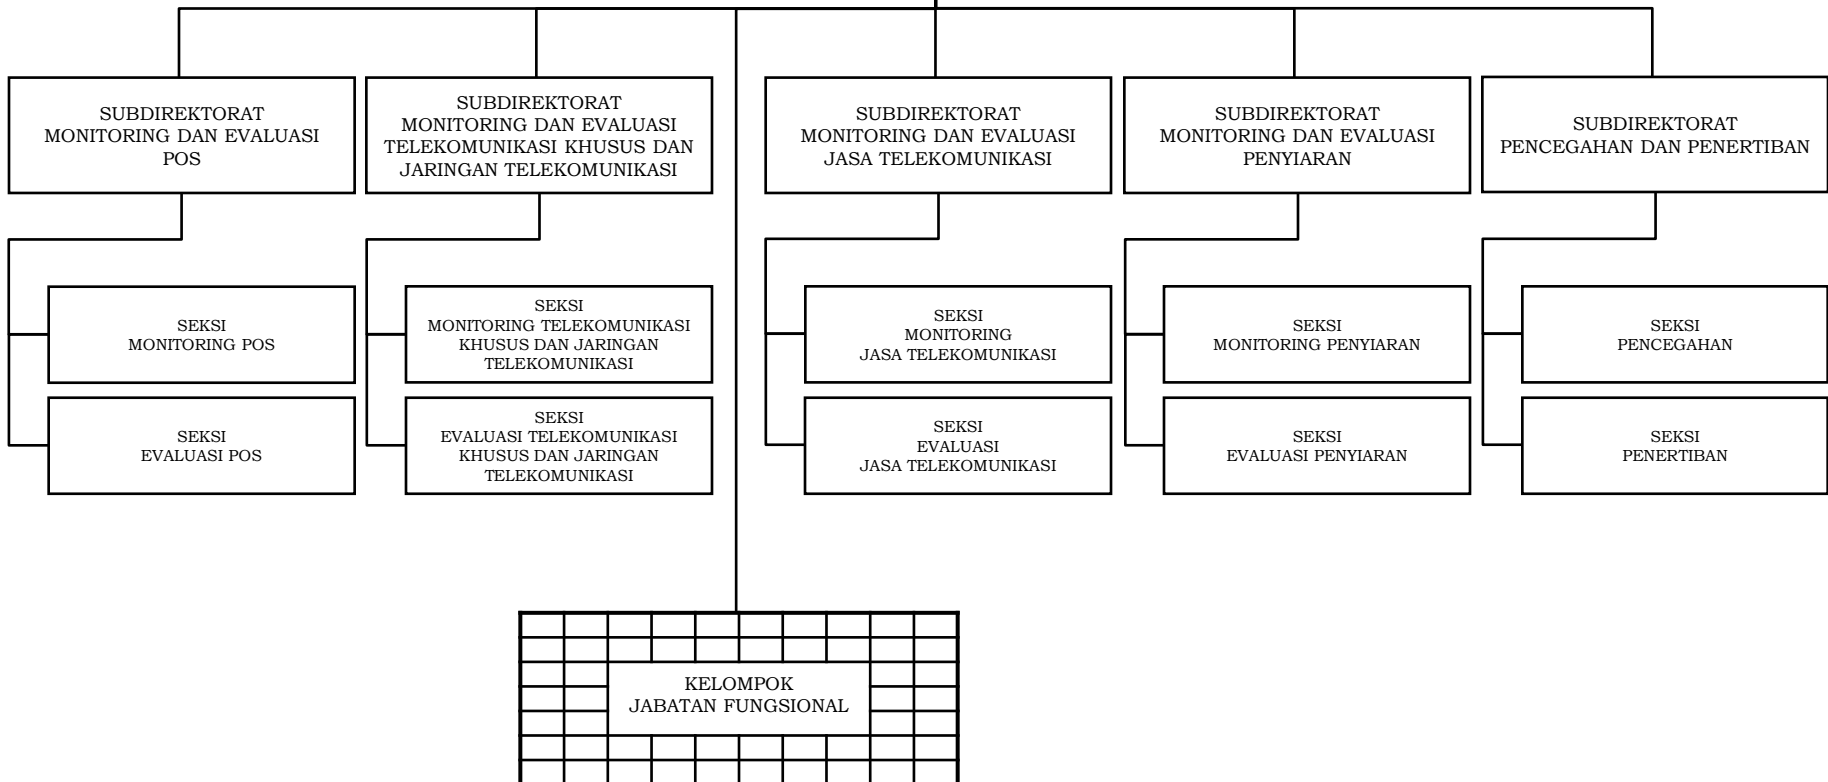 SUBDIREKTORAT
MONITORING DAN EVALUASI
POS
SUBDIREKTORAT
MONITORING DAN EVALUASI
TELEKOMUNIKASI KHUSUS DAN
JARINGAN TELEKOMUNIKASI
SUBDIREKTORAT
MONITORING DAN EVALUASI
JASA TELEKOMUNIKASI
SUBDIREKTORAT
MONITORING DAN EVALUASI
PENYIARAN
SUBDIREKTORAT
PENCEGAHAN DAN PENERTIBAN
SEKSI
MONITORING POS
SEKSI
MONITORING TELEKOMUNIKASI
KHUSUS DAN JARINGAN
TELEKOMUNIKASI
SEKSI
MONITORING
JASA TELEKOMUNIKASI
SEKSI
MONITORING PENYIARAN
SEKSI
PENCEGAHAN
SEKSI
EVALUASI POS
SEKSI
EVALUASI TELEKOMUNIKASI
KHUSUS DAN JARINGAN
TELEKOMUNIKASI
SEKSI
EVALUASI
JASA TELEKOMUNIKASI
SEKSI
EVALUASI PENYIARAN
SEKSI
PENERTIBAN
KELOMPOK
JABATAN FUNGSIONAL